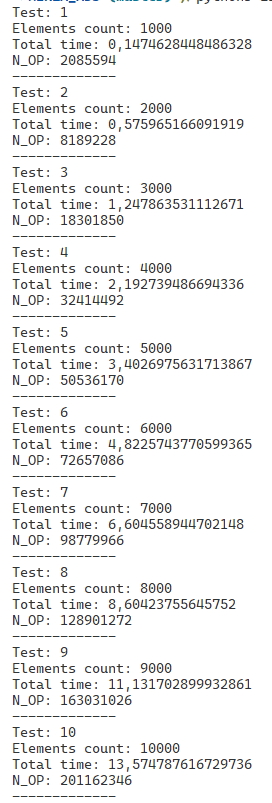 Test: 1
Elements count: 1000
Total time: 0,1474628448486328
N_OP: 2085594
-------------
Test: 2
Elements count: 2000
Total time: 0,575965166091919
N_OP: 8189228
-------------
Test: 3
Elements count: 3000
Total time: 1,247863531112671
N_OP: 18301850
-------------
Test: 4
Elements count: 4000
Total time: 2,192739486694336
N_OP: 32414492
-------------
Test: 5
Elements count: 5000
Total time: 3,4026975631713867
N_OP: 50536170
-------------
Test: 6
Elements count: 6000
Total time: 4,8225743770599365
N_OP: 72657086
-------------
Test: 7
Elements count: 7000
Total time: 6,604558944702148
N_OP: 98779966
-------------
Test: 8
Elements count: 8000
Total time: 8,60423755645752
N_OP: 128901272
-------------
Test: 9
Elements count: 9000
Total time: 11,131702899932861
N_OP: 163031026
-------------
Test: 10
Elements count: 10000
Total time: 13,574787616729736
N_OP: 201162346
-------------